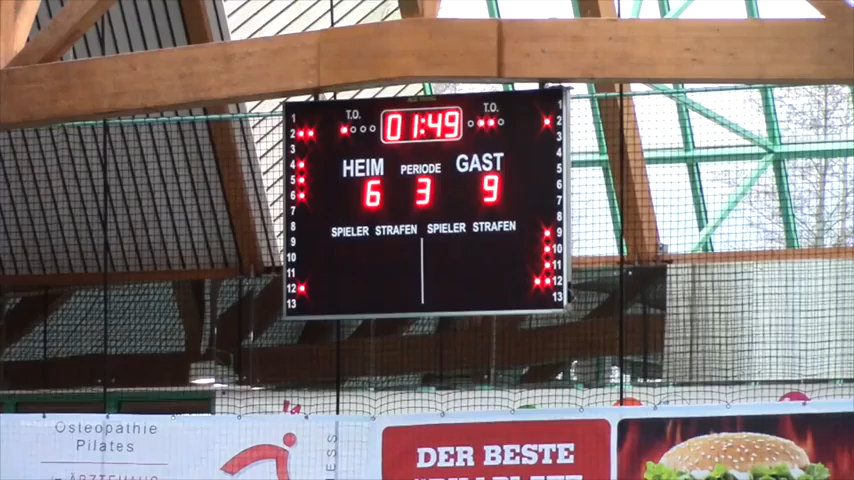 T.O. T.O.
01:49
HEIM PERIODE GAST
6 3 9
SPIELER STRAFEN SPIELER STRAFEN
1 1
2 2
3 3
4 4
5 5
6 6
7 7
8 8
9 9
10 10
11 11
12 12
13 13
Osteopathie
Pilates
DER BESTE